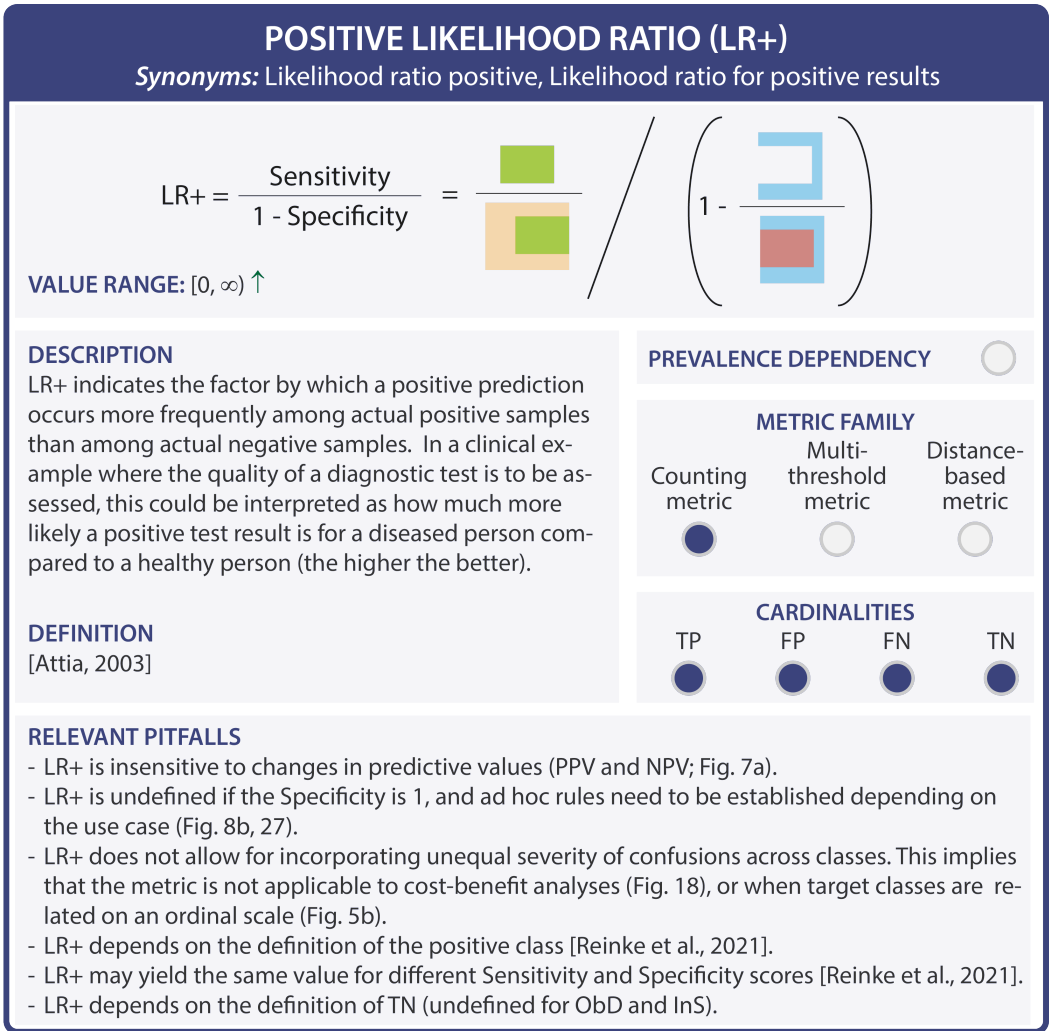 POSITIVE LIKELIHOOD RATIO (LR+)
Synonyms: Likelihood ratio positive, Likelihood ratio for positive results
LR+ = Sensitivity / 1 - Specificity = / ( 1 - )
VALUE RANGE: [0, ∞) ↑
DESCRIPTION
LR+ indicates the factor by which a positive prediction
occurs more frequently among actual positive samples
than among actual negative samples. In a clinical ex-
ample where the quality of a diagnostic test is to be as-
sessed, this could be interpreted as how much more
likely a positive test result is for a diseased person com-
pared to a healthy person (the higher the better).
DEFINITION
[Attia, 2003]
PREVALENCE DEPENDENCY
METRIC FAMILY
Counting
metric
Multi-
threshold
metric
Distance-
based
metric
CARDINALITIES
TP FP FN TN
RELEVANT PITFALLS
- LR+ is insensitive to changes in predictive values (PPV and NPV; Fig. 7a).
- LR+ is undefined if the Specificity is 1, and ad hoc rules need to be established depending on
the use case (Fig. 8b, 27).
- LR+ does not allow for incorporating unequal severity of confusions across classes. This implies
that the metric is not applicable to cost-benefit analyses (Fig. 18), or when target classes are re-
lated on an ordinal scale (Fig. 5b).
- LR+ depends on the definition of the positive class [Reinke et al., 2021].
- LR+ may yield the same value for different Sensitivity and Specificity scores [Reinke et al., 2021].
- LR+ depends on the definition of TN (undefined for ObD and InS).